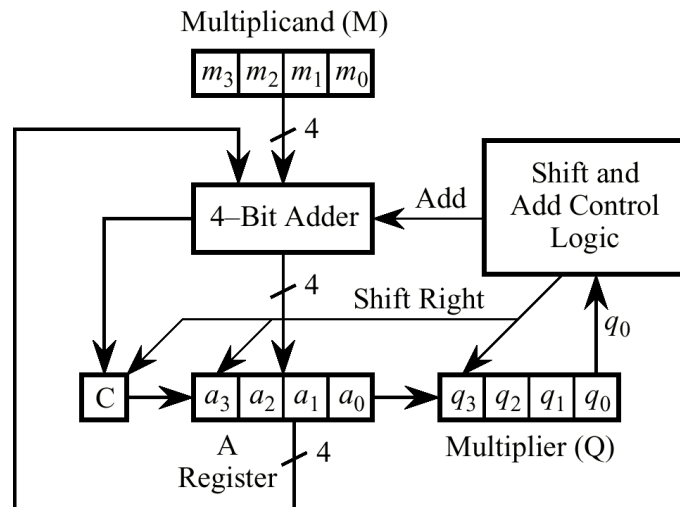 Multiplicand (M)
m3 m2 m1 m0
4
4–Bit Adder
Add
Shift and
Add Control
Logic
4
Shift Right
q0
C
a3 a2 a1 a0
q3 q2 q1 q0
A
Register
4
Multiplier (Q)